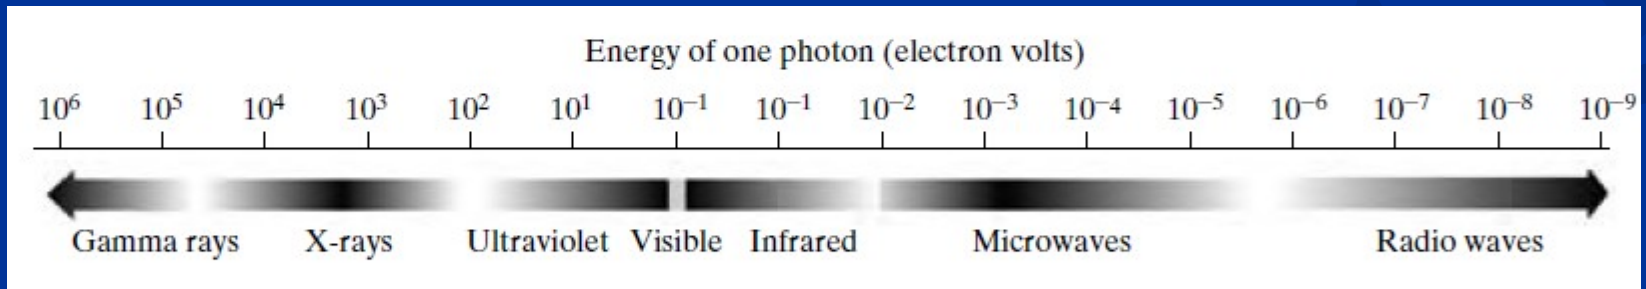 Energy of one photon (electron volts)
10⁶ 10⁵ 10⁴ 10³ 10² 10¹ 10⁻¹ 10⁻¹ 10⁻² 10⁻³ 10⁻⁴ 10⁻⁵ 10⁻⁶ 10⁻⁷ 10⁻⁸ 10⁻⁹
Gamma rays X-rays Ultraviolet Visible Infrared Microwaves Radio waves